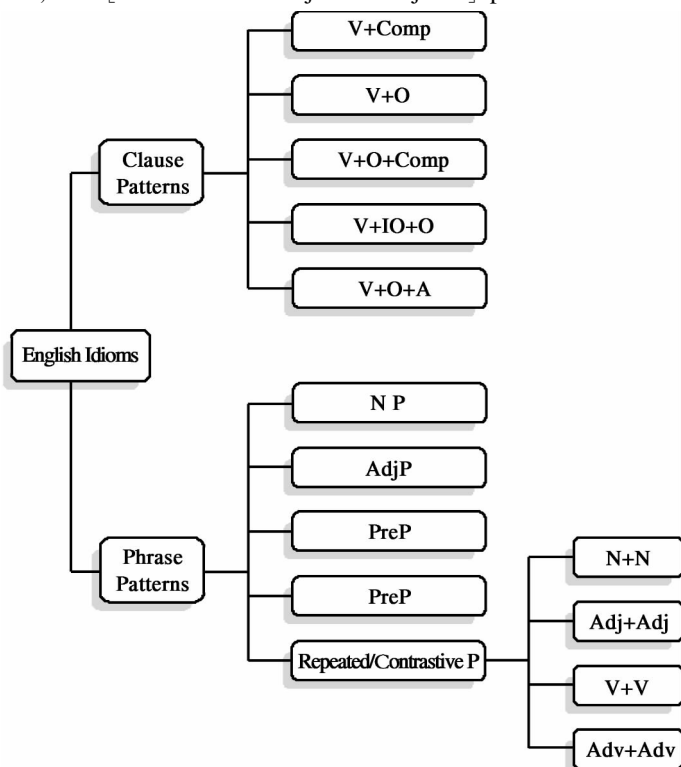 V+Comp
V+O
Clause
Patterns
V+O+Comp
V+IO+O
V+O+A
English Idioms
N P
AdjP
PreP
Phrase
Patterns
PreP
Repeated/Contrastive P
N+N
Adj+Adj
V+V
Adv+Adv